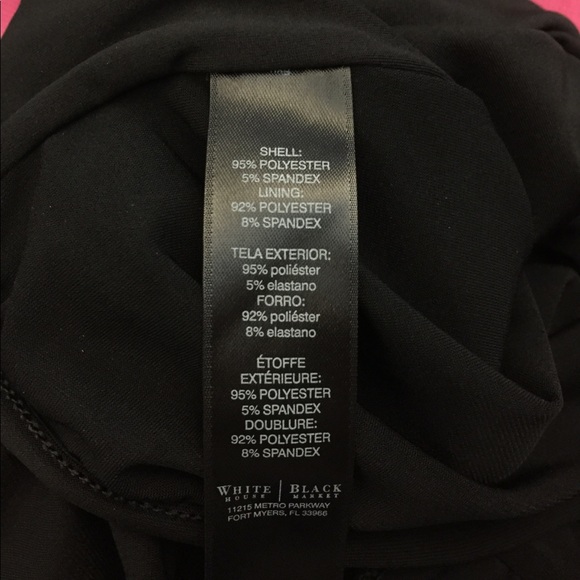 SHELL:
95% POLYESTER
5% SPANDEX
LINING:
92% POLYESTER
8% SPANDEX
TELA EXTERIOR:
95% poliéster
5% elastano
FORRO:
92% poliéster
8% elastano
ÉTOFFE
EXTÉRIEURE:
95% POLYESTER
5% SPANDEX
DOUBLURE:
92% POLYESTER
8% SPANDEX
WHITE | BLACK
HOUSE | MARKET
11215 METRO PARKWAY
FORT MYERS, FL 33966